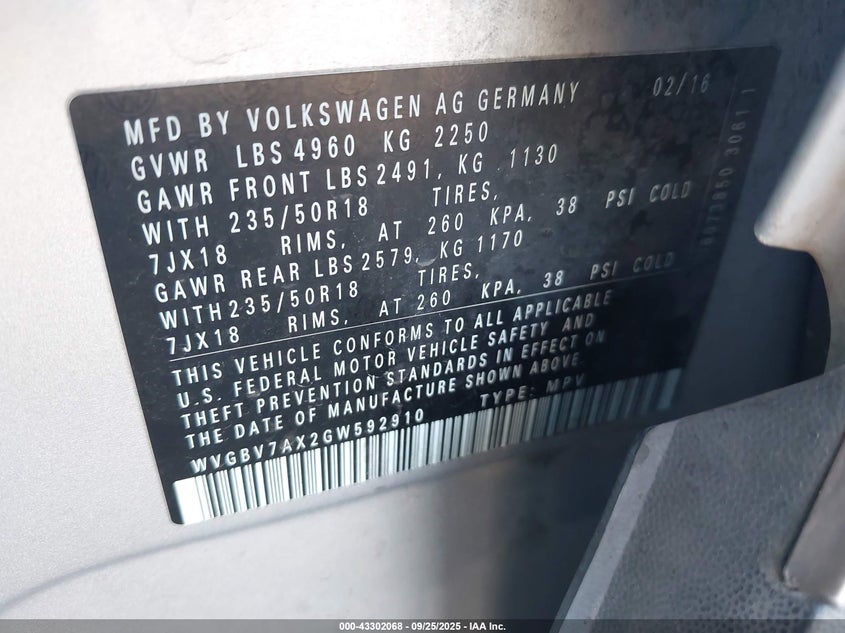 MFD BY VOLKSWAGEN AG GERMANY 02/16
GVWR LBS 4960 KG 2250
GAWR FRONT LBS 2491, KG 1130
WITH 235/50R18 TIRES,
7JX18 RIMS, AT 260 KPA, 38 PSI COLD
GAWR REAR LBS 2579, KG 1170
WITH 235/50R18 TIRES,
7JX18 RIMS, AT 260 KPA, 38 PSI COLD
THIS VEHICLE CONFORMS TO ALL APPLICABLE
U.S. FEDERAL MOTOR VEHICLE SAFETY AND
THEFT PREVENTION STANDARDS IN EFFECT ON
THE DATE OF MANUFACTURE SHOWN ABOVE.
WVGBV7AX2GW592910 TYPE: MPV
000-43302068 - 09/25/2025 - IAA Inc.